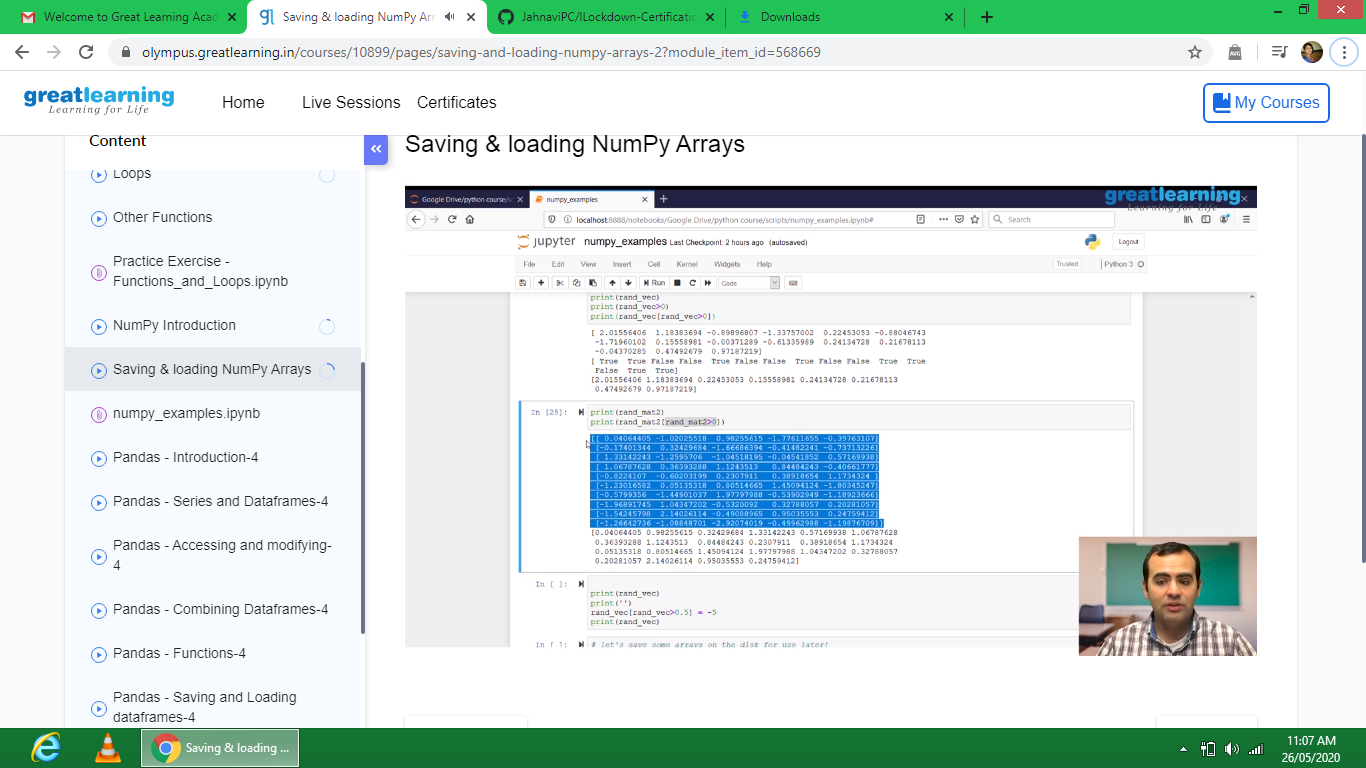 Welcome to Great Learning Acad
Saving & loading NumPy Arr
JahnaviPC/ILockdown-Certificatio
Downloads
olympus.greatlearning.in/courses/10899/pages/saving-and-loading-numpy-arrays-2?module_item_id=568669
greatlearning
Learning for Life
Home
Live Sessions
Certificates
My Courses
Content
Loops
Other Functions
Practice Exercise -
Functions_and_Loops.ipynb
NumPy Introduction
Saving & loading NumPy Arrays
numpy_examples.ipynb
Pandas - Introduction-4
Pandas - Series and Dataframes-4
Pandas - Accessing and modifying-
4
Pandas - Combining Dataframes-4
Pandas - Functions-4
Pandas - Saving and Loading
dataframes-4
Saving & loading NumPy Arrays
Google Drive/python course/sc
numpy_examples
greatlearning
Learning for Life
localhost:8888/notebooks/Google Drive/python course/scripts/numpy_examples.ipynb#
Search
jupyter numpy_examples Last Checkpoint: 2 hours ago (autosaved)
Logout
File Edit View Insert Cell Kernel Widgets Help
Trusted
Python 3
Run
Code
print(rand_vec)
print(rand_vec>0)
print(rand_vec[rand_vec>0])
[ 2.01556406 1.18383694 -0.89896807 -1.33757002 0.22453053 -0.88046743
-1.71960102 0.15558981 -0.00371289 -0.61335989 0.24134728 0.21678113
-0.04370285 0.47492679 0.97187219]
[ True True False False True False False True False False True True
False True True]
[2.01556406 1.18383694 0.22453053 0.15558981 0.24134728 0.21678113
0.47492679 0.97187219]
In [25]:
print(rand_mat2)
print(rand_mat2[rand_mat2>0])
[[ 0.04064405 -1.02025518 0.98255615 -1.77611655 -0.39763107]
[-0.17401344 0.32429684 -1.66686394 -0.41482241 -0.73713226]
[ 1.33142243 -1.2595706 -1.04518195 -0.04541852 0.57169938]
[ 1.06787628 0.36393288 1.1243513 0.84484243 -0.40661777]
[-0.8224107 -0.60203199 0.2307911 0.38918654 1.1734324 ]
[-1.23016582 0.05135318 0.80514665 1.45094124 -1.80345247]
[-0.5799356 -1.44901037 1.97797988 -0.53902949 -1.18923666]
[-1.96891745 1.04347202 -0.5320092 0.32788057 0.20281057]
[-1.54245798 2.14026114 -0.49088965 0.95035553 0.24759412]
[-1.26642736 -1.08848701 -2.92074019 -0.49962988 -1.19876709]]
[0.04064405 0.98255615 0.32429684 1.33142243 0.57169938 1.06787628
0.36393288 1.1243513 0.84484243 0.2307911 0.38918654 1.1734324
0.05135318 0.80514665 1.45094124 1.97797988 1.04347202 0.32788057
0.20281057 2.14026114 0.95035553 0.24759412]
In [ ]:
print(rand_vec)
print('')
rand_vec[rand_vec>0.5] = -5
print(rand_vec)
In [ ]:
# let's save some arrays on the disk for use later!
Saving & loading ...
11:07 AM
26/05/2020